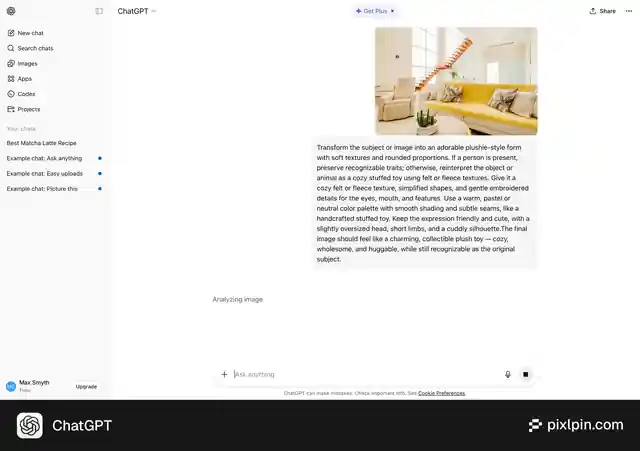 ChatGPT
Get Plus
Share
New chat
Search chats
Images
Apps
Codex
Projects
Your chats
Best Matcha Latte Recipe
Example chat: Ask anything
Example chat: Easy uploads
Example chat: Picture this
Transform the subject or image into an adorable plushie-style form
with soft textures and rounded proportions. If a person is present,
preserve recognizable traits; otherwise, reinterpret the object or
animal as a cozy stuffed toy using felt or fleece textures. Give it a
cozy felt or fleece texture, simplified shapes, and gentle embroidered
details for the eyes, mouth, and features. Use a warm, pastel or
neutral color palette with smooth shading and subtle seams, like a
handcrafted stuffed toy. Keep the expression friendly and cute, with a
slightly oversized head, short limbs, and a cuddly silhouette.The final
image should feel like a charming, collectible plush toy — cozy,
wholesome, and huggable, while still recognizable as the original
subject.
Analyzing image
Max Smyth
Free
Upgrade
Ask anything
ChatGPT can make mistakes. Check important info. See Cookie Preferences.
ChatGPT
pixlpin.com